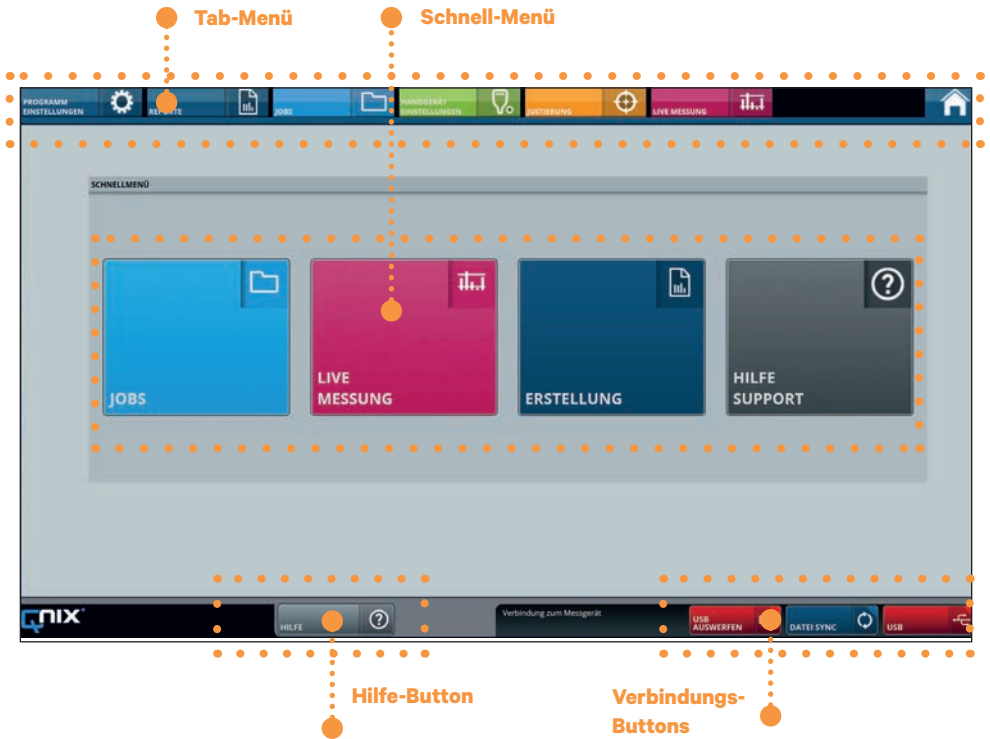 Tab-Menü
Schnell-Menü
PROGRAMM
EINSTELLUNGEN
REPORTE
JOBS
HANDGERÄT
EINSTELLUNGEN
JUSTIERUNG
LIVE MESSUNG
SCHNELLMENÜ
JOBS
LIVE
MESSUNG
ERSTELLUNG
HILFE
SUPPORT
QNIX
HILFE
Verbindung zum Messgerät
USB
AUSWERFEN
DATEI SYNC
USB
Hilfe-Button
Verbindungs-
Buttons